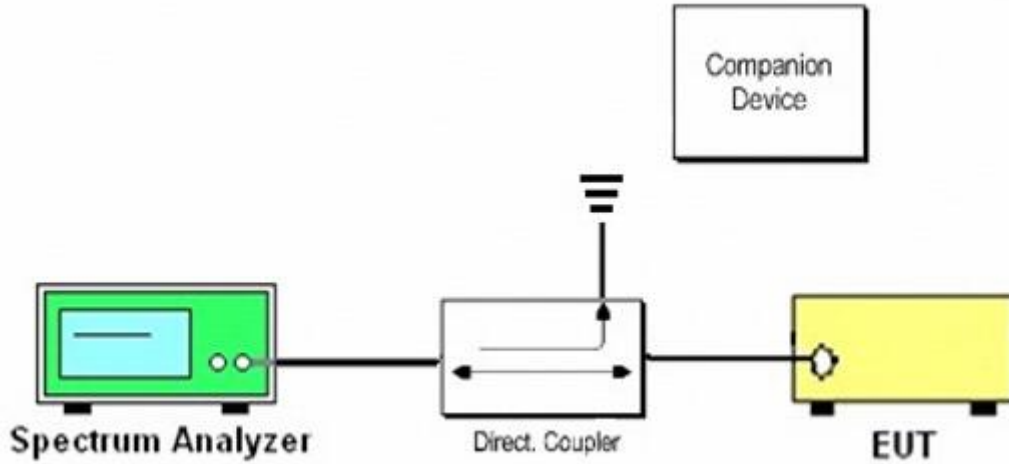 Companion
Device
Spectrum Analyzer
Direct. Coupler
EUT